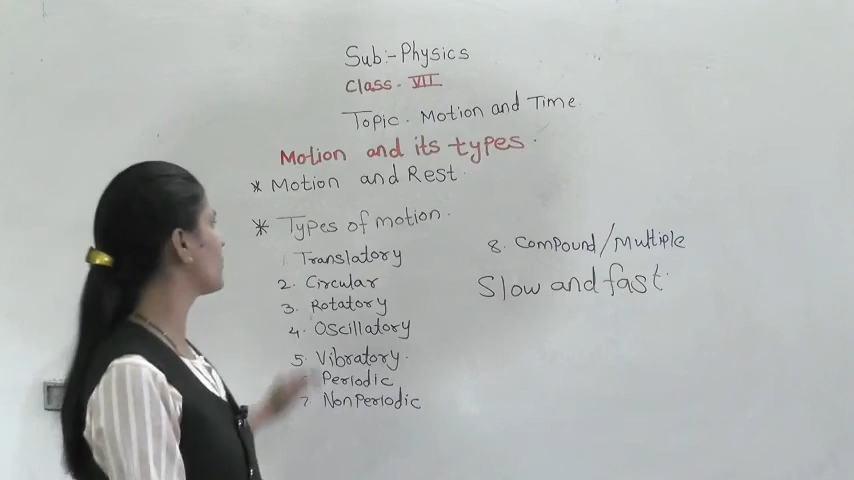 Sub:- Physics
Class - VII
Topic. Motion and Time.
Motion and its types.
* Motion and Rest.
* Types of motion.
1. Translatory
2. Circular
3. Rotatory
4. Oscillatory
5. Vibratory.
Periodic
7. Nonperiodic
8. Compound/Multiple
Slow and fast.